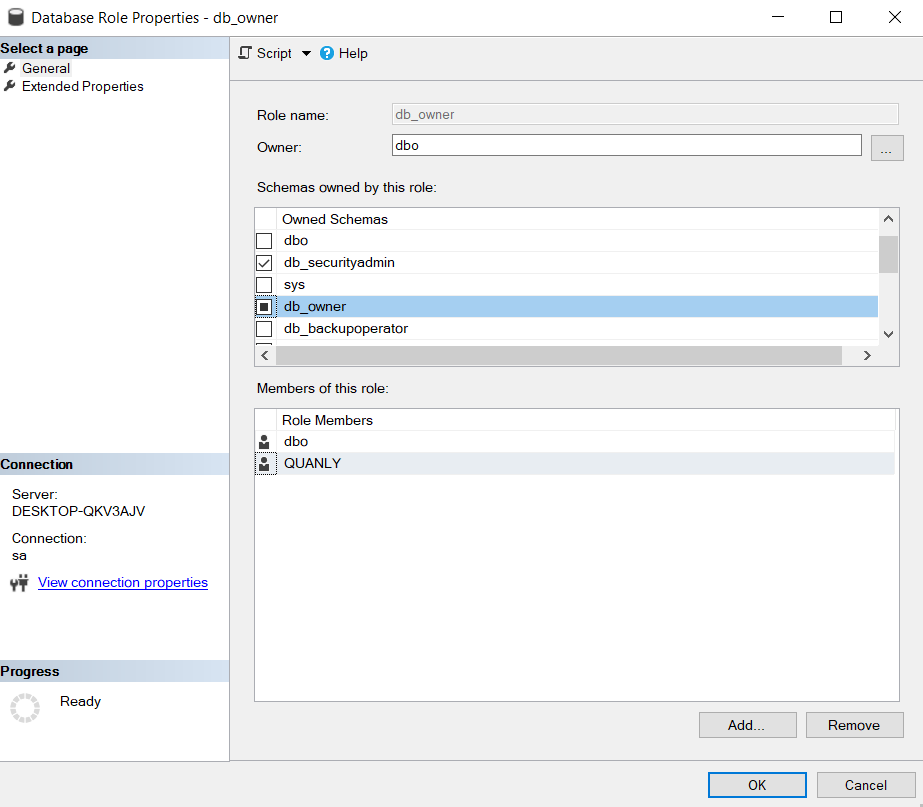 Database Role Properties - db_owner
Select a page
General
Extended Properties
Script
Help
Role name:
db_owner
Owner:
dbo
...
Schemas owned by this role:
Owned Schemas
dbo
db_securityadmin
sys
db_owner
db_backupoperator
Members of this role:
Role Members
dbo
QUANLY
Connection
Server:
DESKTOP-QKV3AJV
Connection:
sa
View connection properties
Progress
Ready
Add...
Remove
OK
Cancel